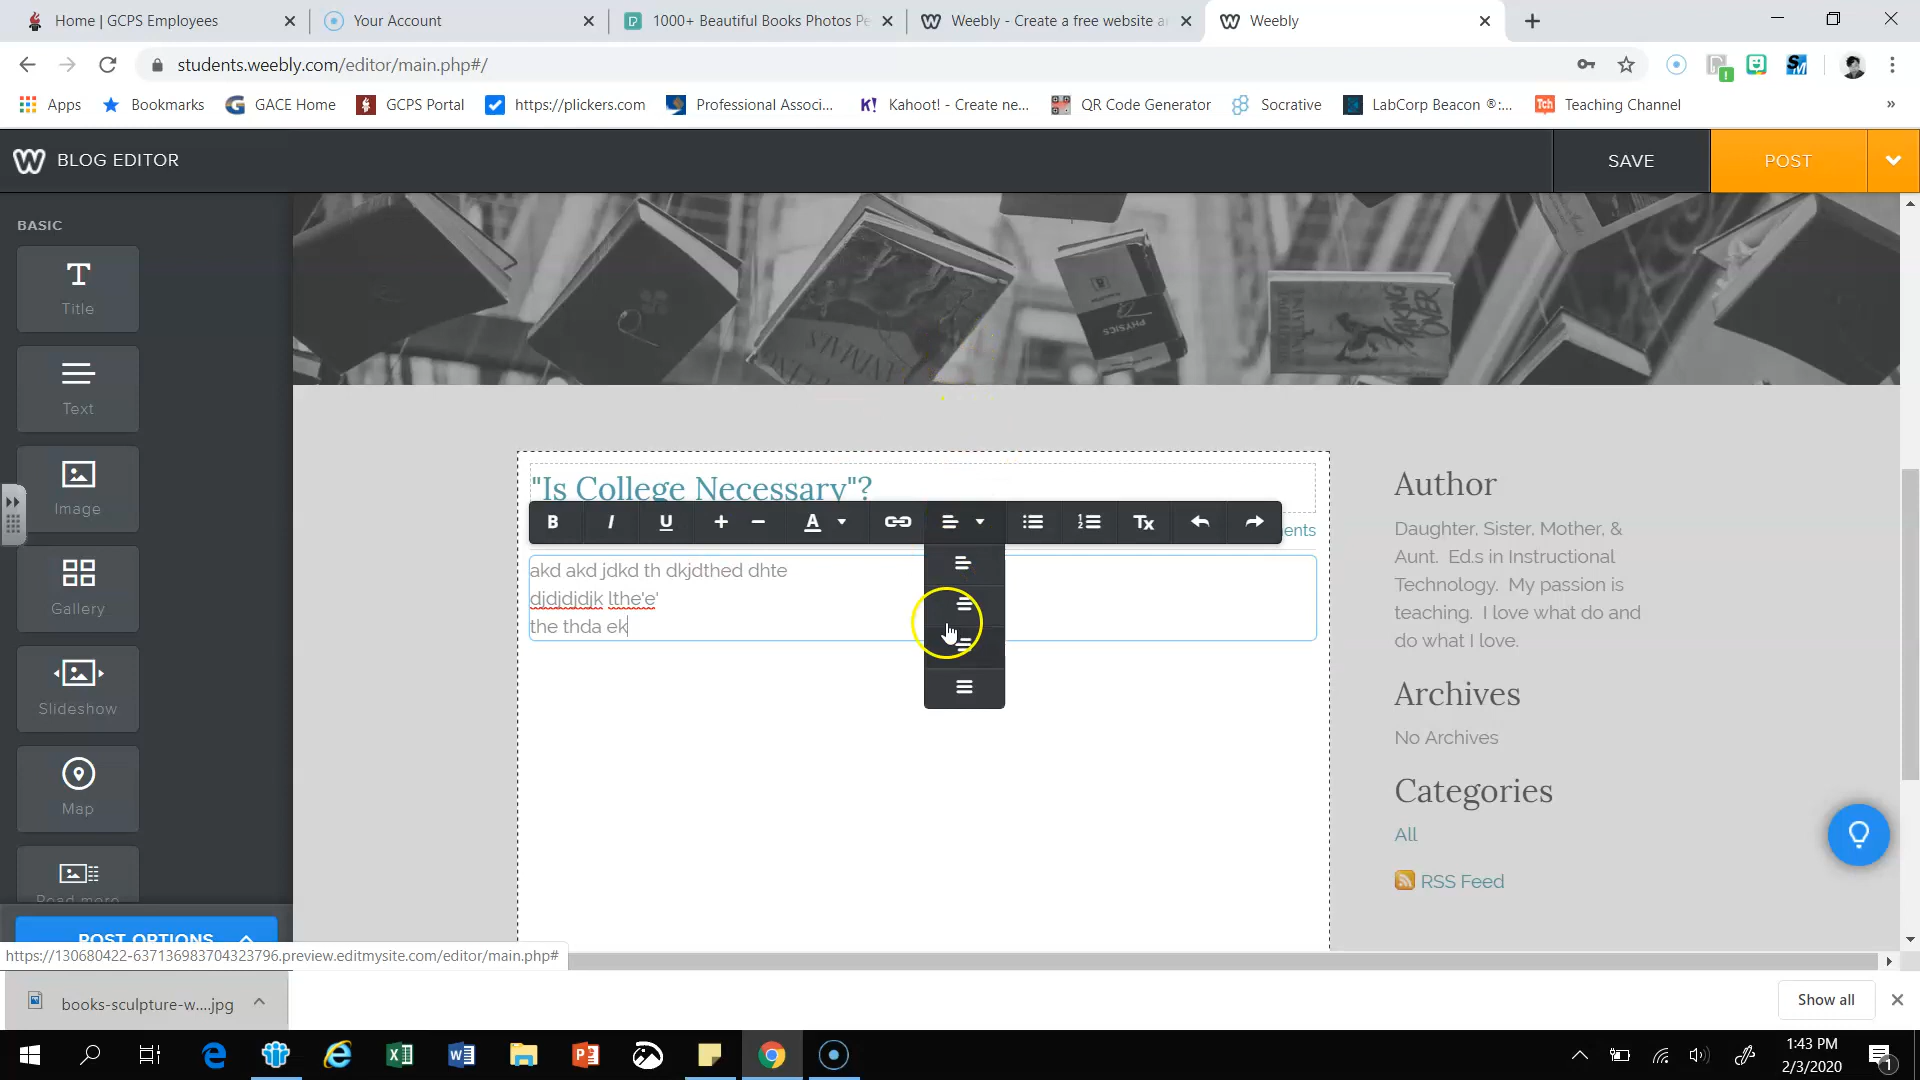 Home | GCPS Employees
Your Account
1000+ Beautiful Books Photos Pe
Weebly - Create a free website a
Weebly
students.weebly.com/editor/main.php#/
Apps
Bookmarks
GACE Home
GCPS Portal
https://plickers.com
Professional Associ...
Kahoot! - Create ne...
QR Code Generator
Socrative
LabCorp Beacon ®:...
Teaching Channel
BLOG EDITOR
SAVE
POST
BASIC
Title
Text
Image
Gallery
Slideshow
Map
Read more
POST OPTIONS
PHYSICS
"Is College Necessary"?
B I U + − A Tx
ents
akd akd jdkd th dkjdthed dhte
djdjdjdjk lthe'e'
the thda ek
Author
Daughter, Sister, Mother, &
Aunt. Ed.s in Instructional
Technology. My passion is
teaching. I love what do and
do what I love.
Archives
No Archives
Categories
All
RSS Feed
https://130680422-637136983704323796.preview.editmysite.com/editor/main.php#
books-sculpture-w....jpg
Show all
1:43 PM
2/3/2020
1